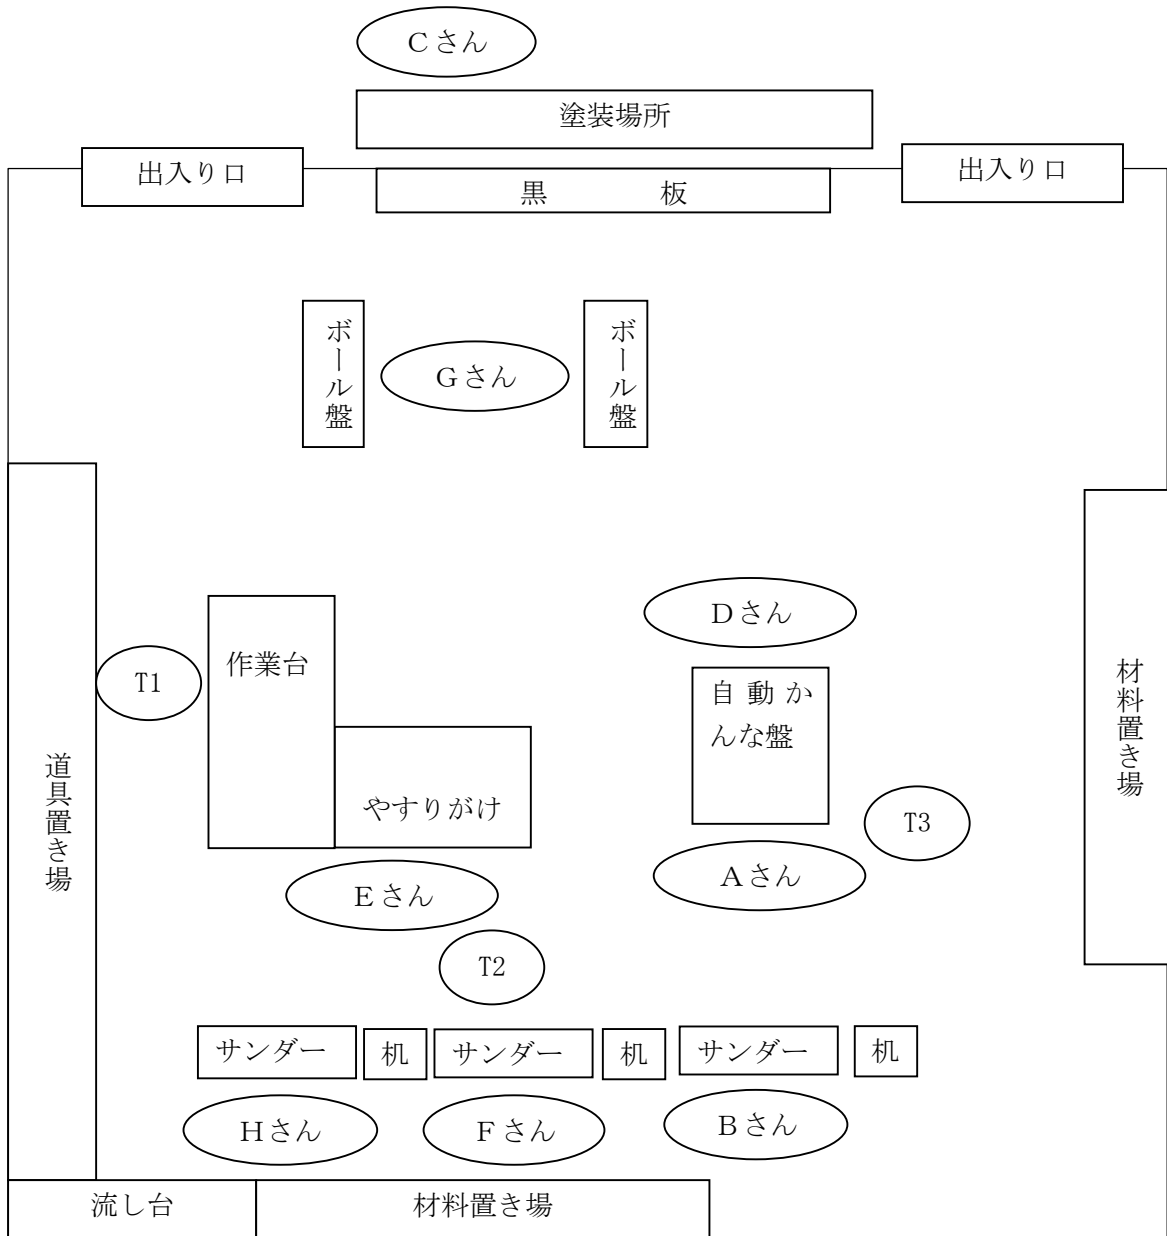 Cさん
塗装場所
出入り口
出入り口
黒　板
ボール盤
Gさん
ボール盤
Dさん
作業台
T1
自動か
んな盤
材料置き場
道具置き場
やすりがけ
T3
Aさん
Eさん
T2
サンダー
机
サンダー
机
サンダー
机
Hさん
Fさん
Bさん
流し台
材料置き場